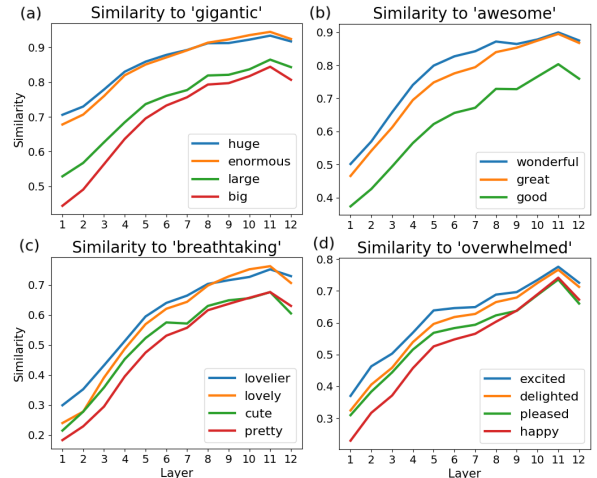 (a) Similarity to 'gigantic'
Similarity
0.9
0.8
0.7
0.6
0.5
huge
enormous
large
big
1 2 3 4 5 6 7 8 9 10 11 12
(b) Similarity to 'awesome'
0.9
0.8
0.7
0.6
0.5
0.4
wonderful
great
good
1 2 3 4 5 6 7 8 9 10 11 12
(c) Similarity to 'breathtaking'
Similarity
0.7
0.6
0.5
0.4
0.3
0.2
lovelier
lovely
cute
pretty
1 2 3 4 5 6 7 8 9 10 11 12
Layer
(d) Similarity to 'overwhelmed'
0.8
0.7
0.6
0.5
0.4
0.3
0.2
excited
delighted
pleased
happy
1 2 3 4 5 6 7 8 9 10 11 12
Layer